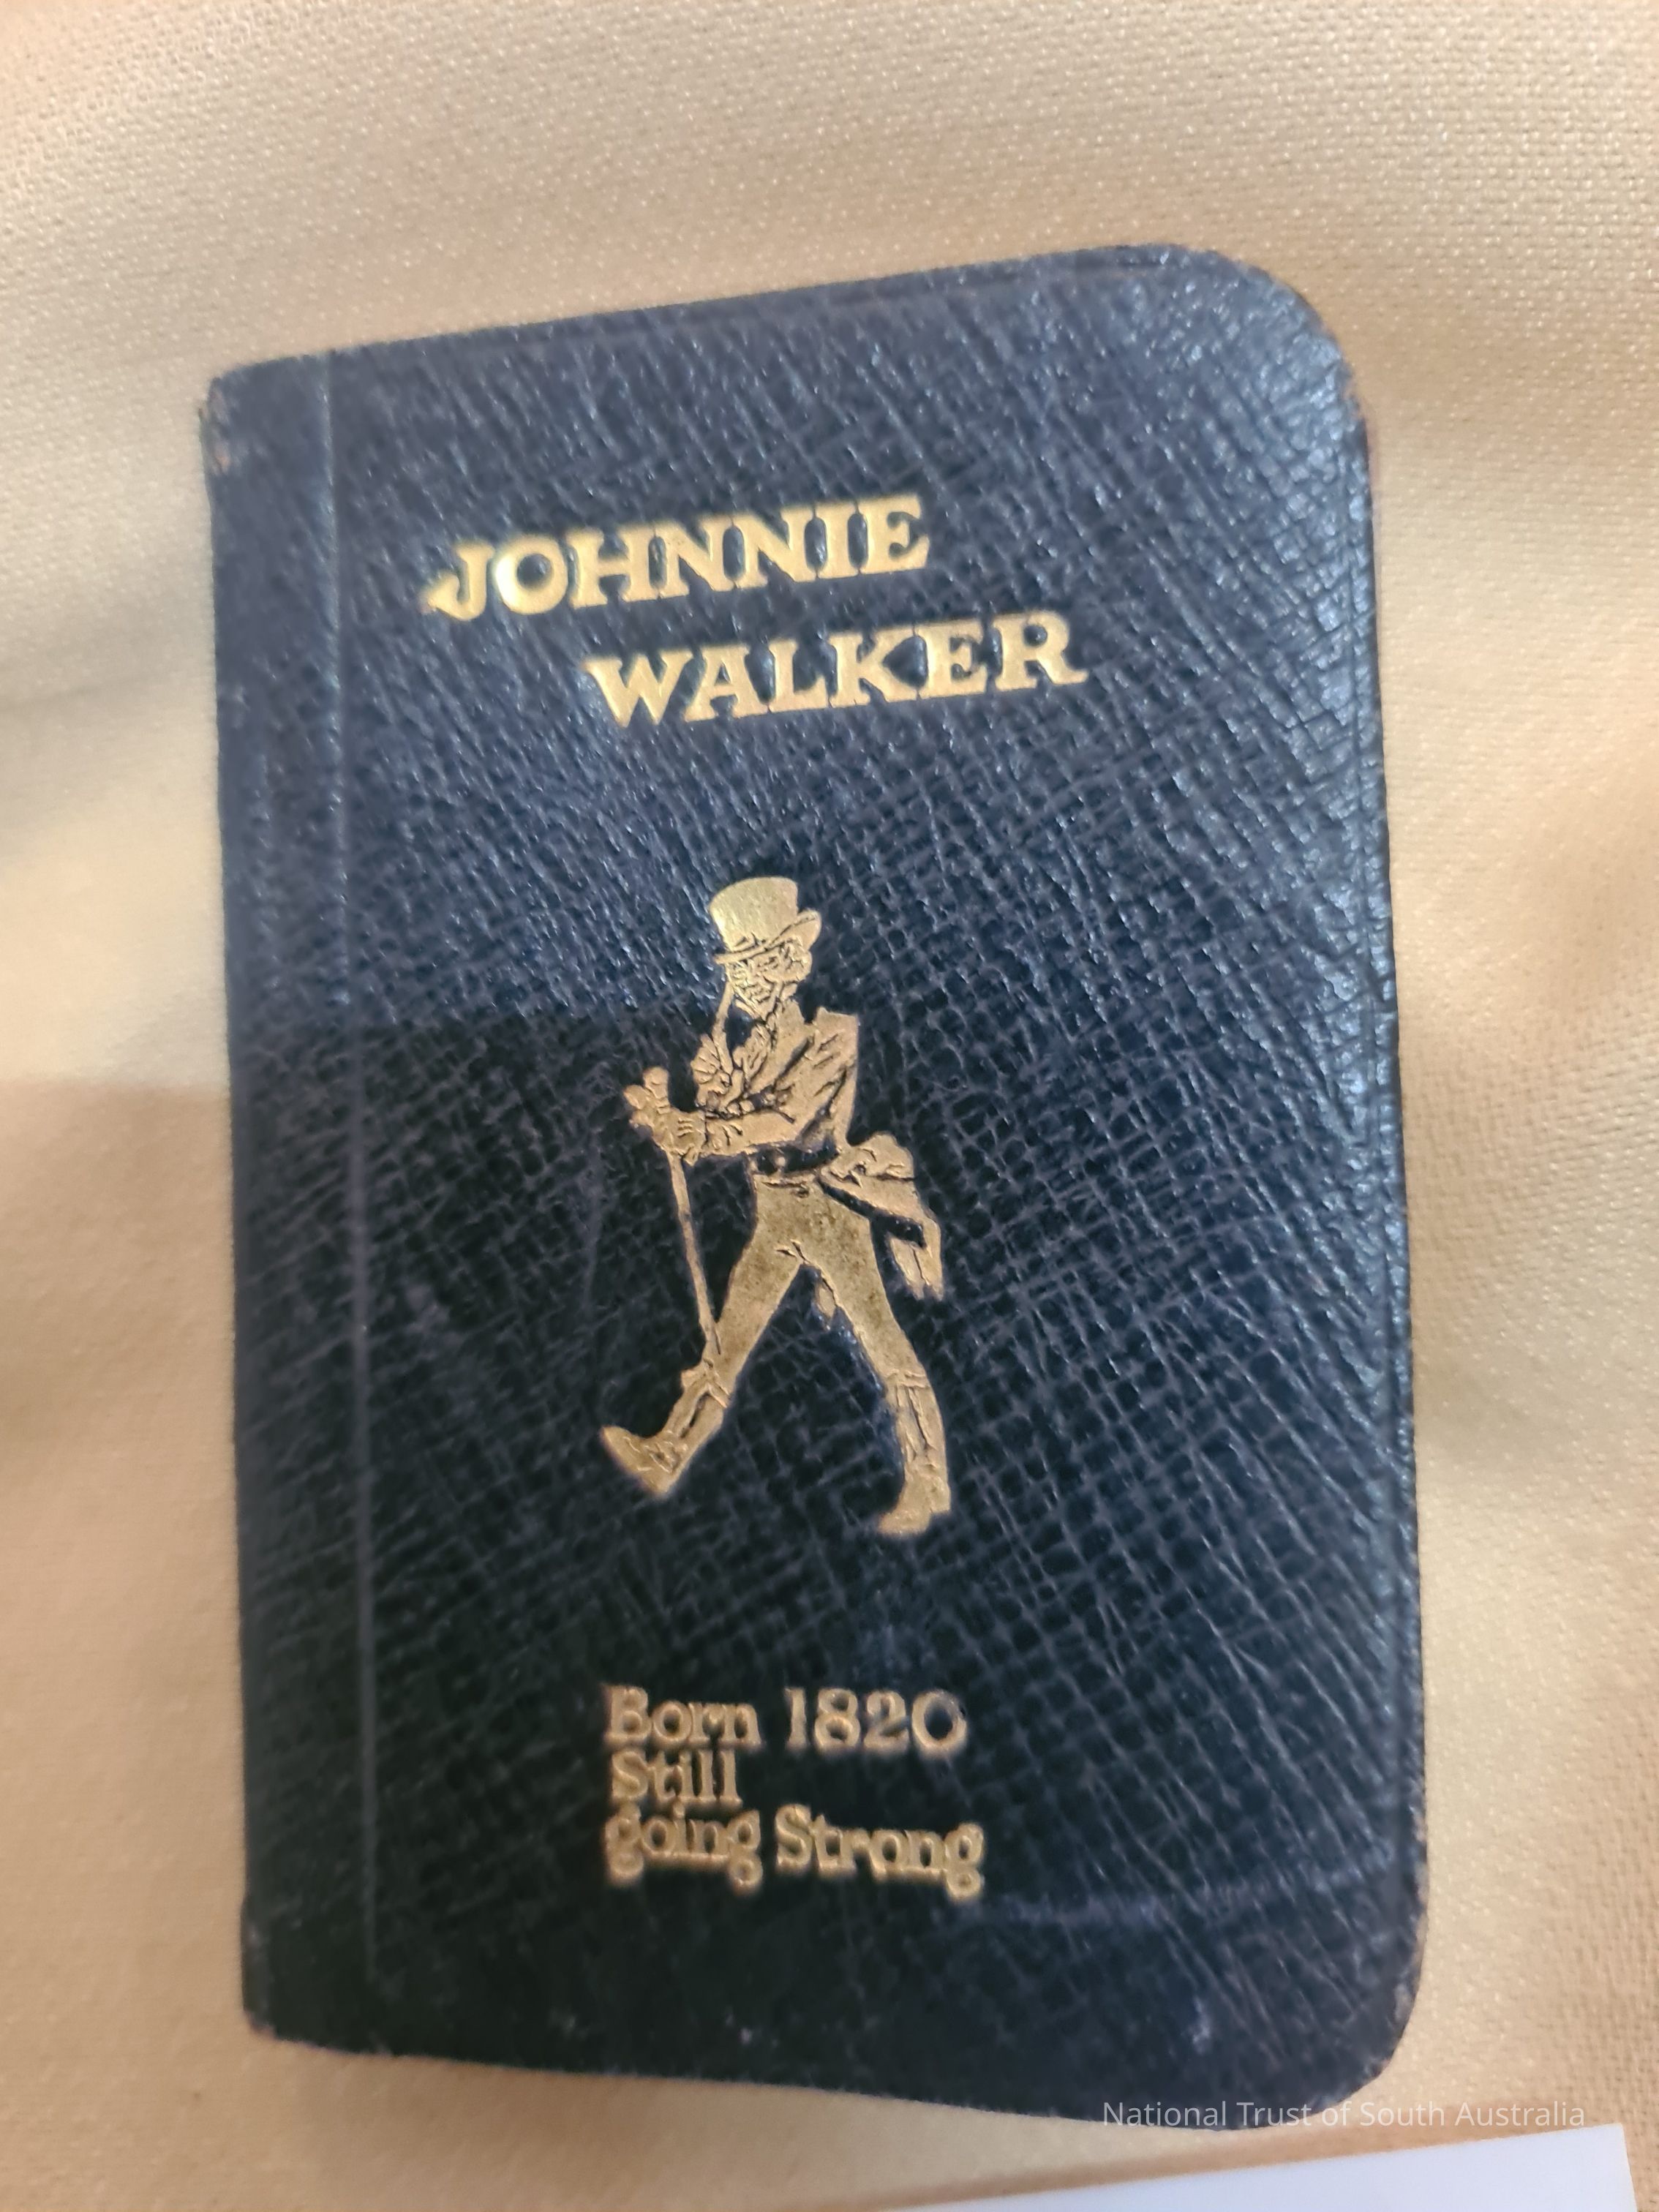 JOHNNIE
WALKER
Born 1820
Still
going Strong
National Trust of South Australia